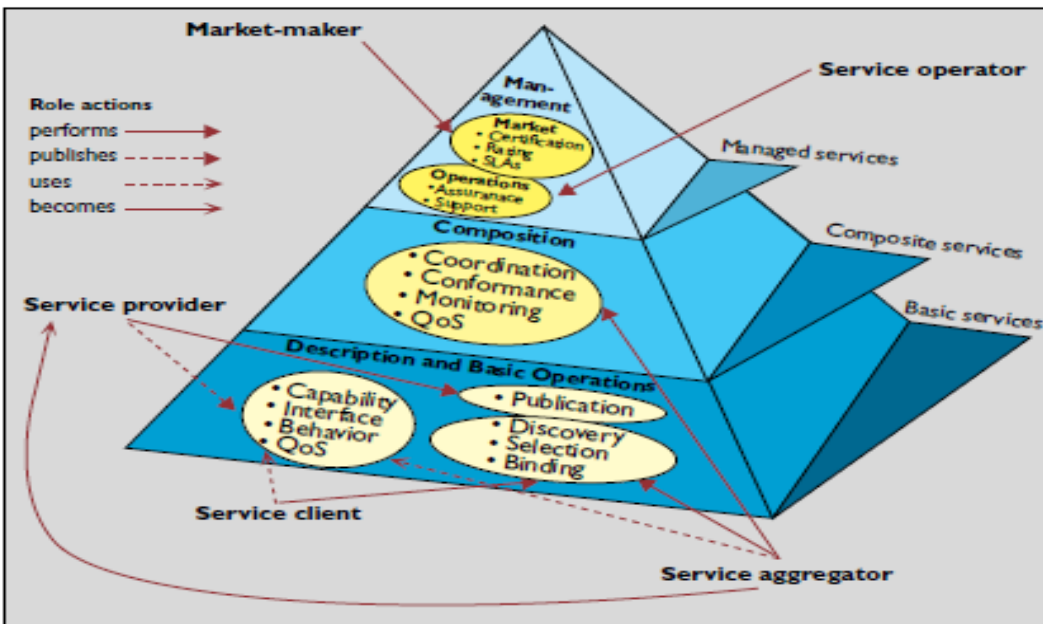 Market-maker
Service operator
Role actions
performs
publishes
uses
becomes
Man-
agement
Market
• Certification
• Rating
• SLAs
Operations
• Assuranace
• Support
Managed services
Composition
• Coordination
• Conformance
• Monitoring
• QoS
Composite services
Service provider
Description and Basic Operations
• Capability
• Interface
• Behavior
• QoS
• Publication
• Discovery
• Selection
• Binding
Basic services
Service client
Service aggregator